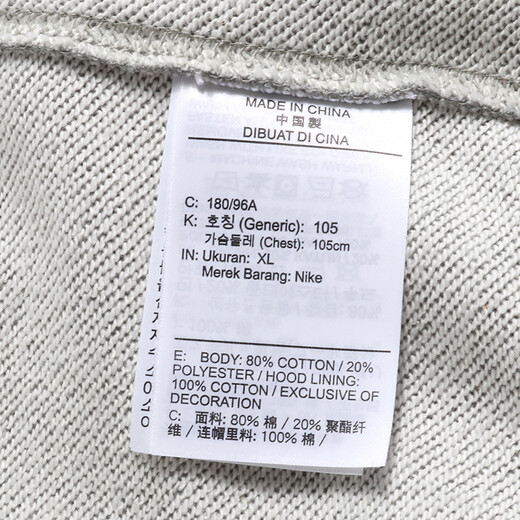 MADE IN CHINA
中国製
DIBUAT DI CINA
C: 180/96A
K: 호칭 (Generic): 105
가슴둘레 (Chest): 105cm
IN: Ukuran: XL
Merek Barang: Nike
E: BODY: 80% COTTON / 20%
POLYESTER / HOOD LINING:
100% COTTON / EXCLUSIVE OF
DECORATION
C: 面料: 80% 棉 / 20% 聚酯纤
维 / 连帽里料: 100% 棉 /